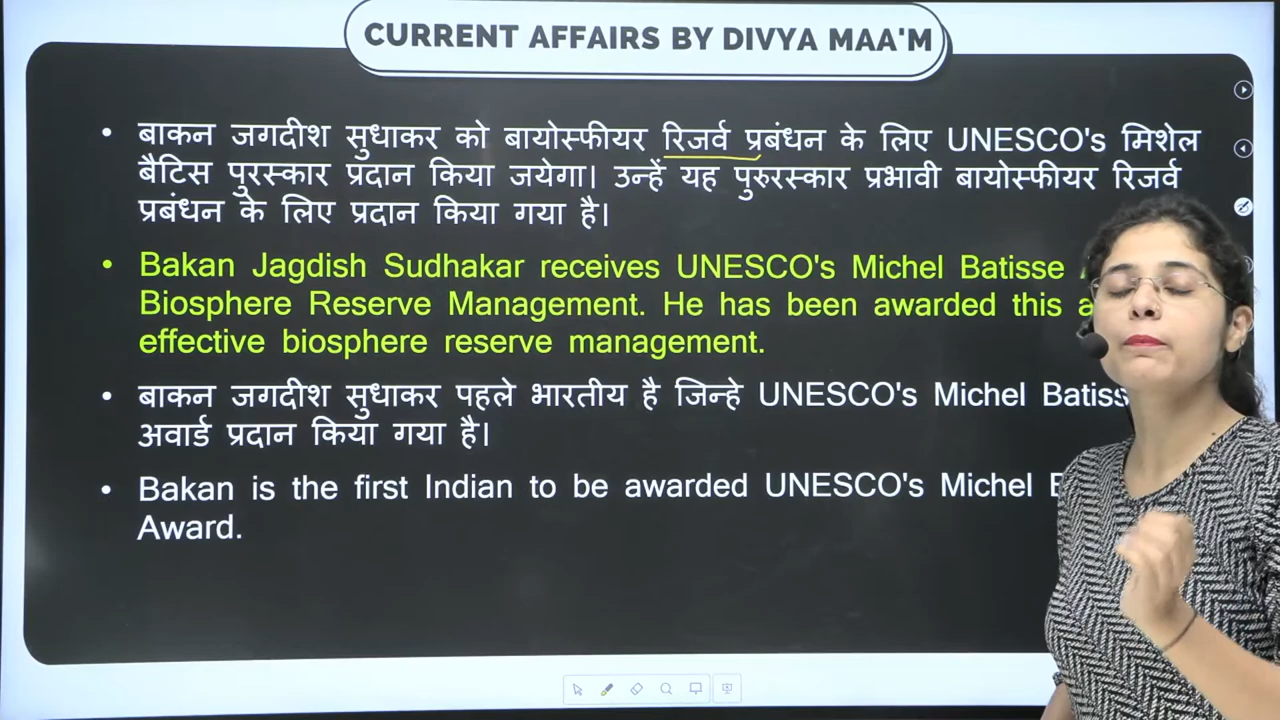 CURRENT AFFAIRS BY DIVYA MAA'M
• बाकन जगदीश सुधाकर को बायोस्फीयर रिजर्व प्रबंधन के लिए UNESCO's मिशेल
बैटिस पुरस्कार प्रदान किया जयेगा। उन्हें यह पुरुरस्कार प्रभावी बायोस्फीयर रिजर्व
प्रबंधन के लिए प्रदान किया गया है।
• Bakan Jagdish Sudhakar receives UNESCO's Michel Batisse
Biosphere Reserve Management. He has been awarded this
effective biosphere reserve management.
• बाकन जगदीश सुधाकर पहले भारतीय है जिन्हे UNESCO's Michel
अवार्ड प्रदान किया गया है।
• Bakan is the first Indian to be awarded UNESCO's Michel
Award.